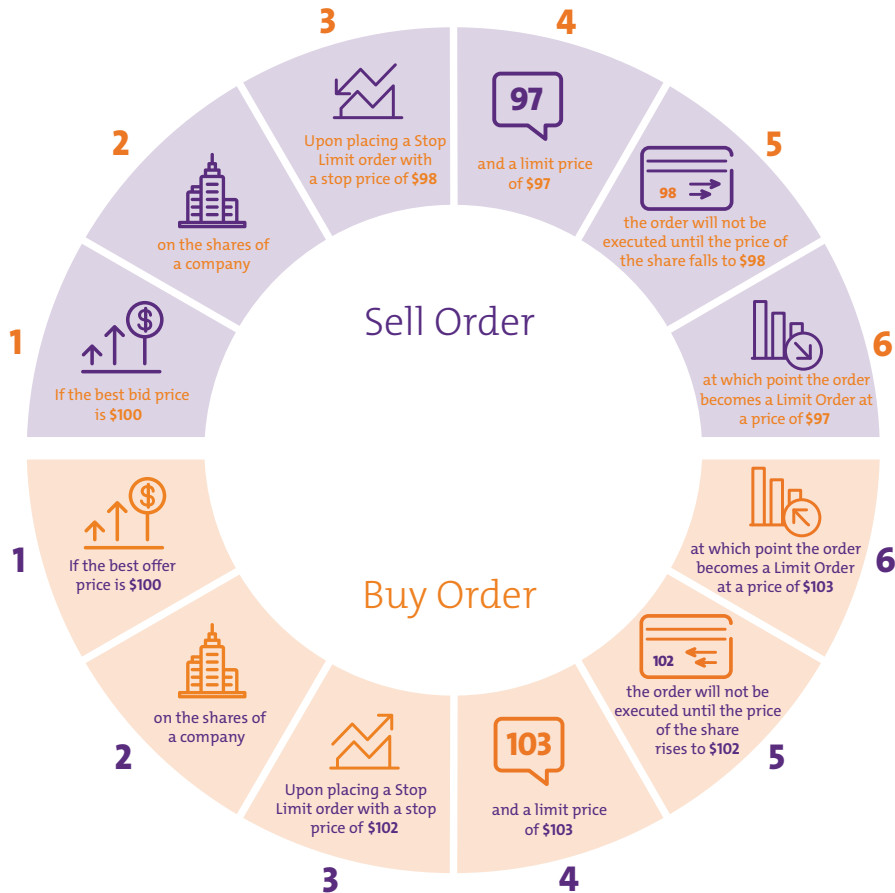 1
$
If the best bid price
is $100
2
on the shares of
a company
3
Upon placing a Stop
Limit order with
a stop price of $98
4
97
and a limit price
of $97
5
98
the order will not be
executed until the price of
the share falls to $98
6
at which point the order
becomes a Limit Order at
a price of $97
Sell Order
Buy Order
1
$
If the best offer
price is $100
2
on the shares of
a company
3
Upon placing a Stop
Limit order with a stop
price of $102
4
103
and a limit price
of $103
5
102
the order will not be
executed until the price
of the share
rises to $102
6
at which point the order
becomes a Limit Order
at a price of $103